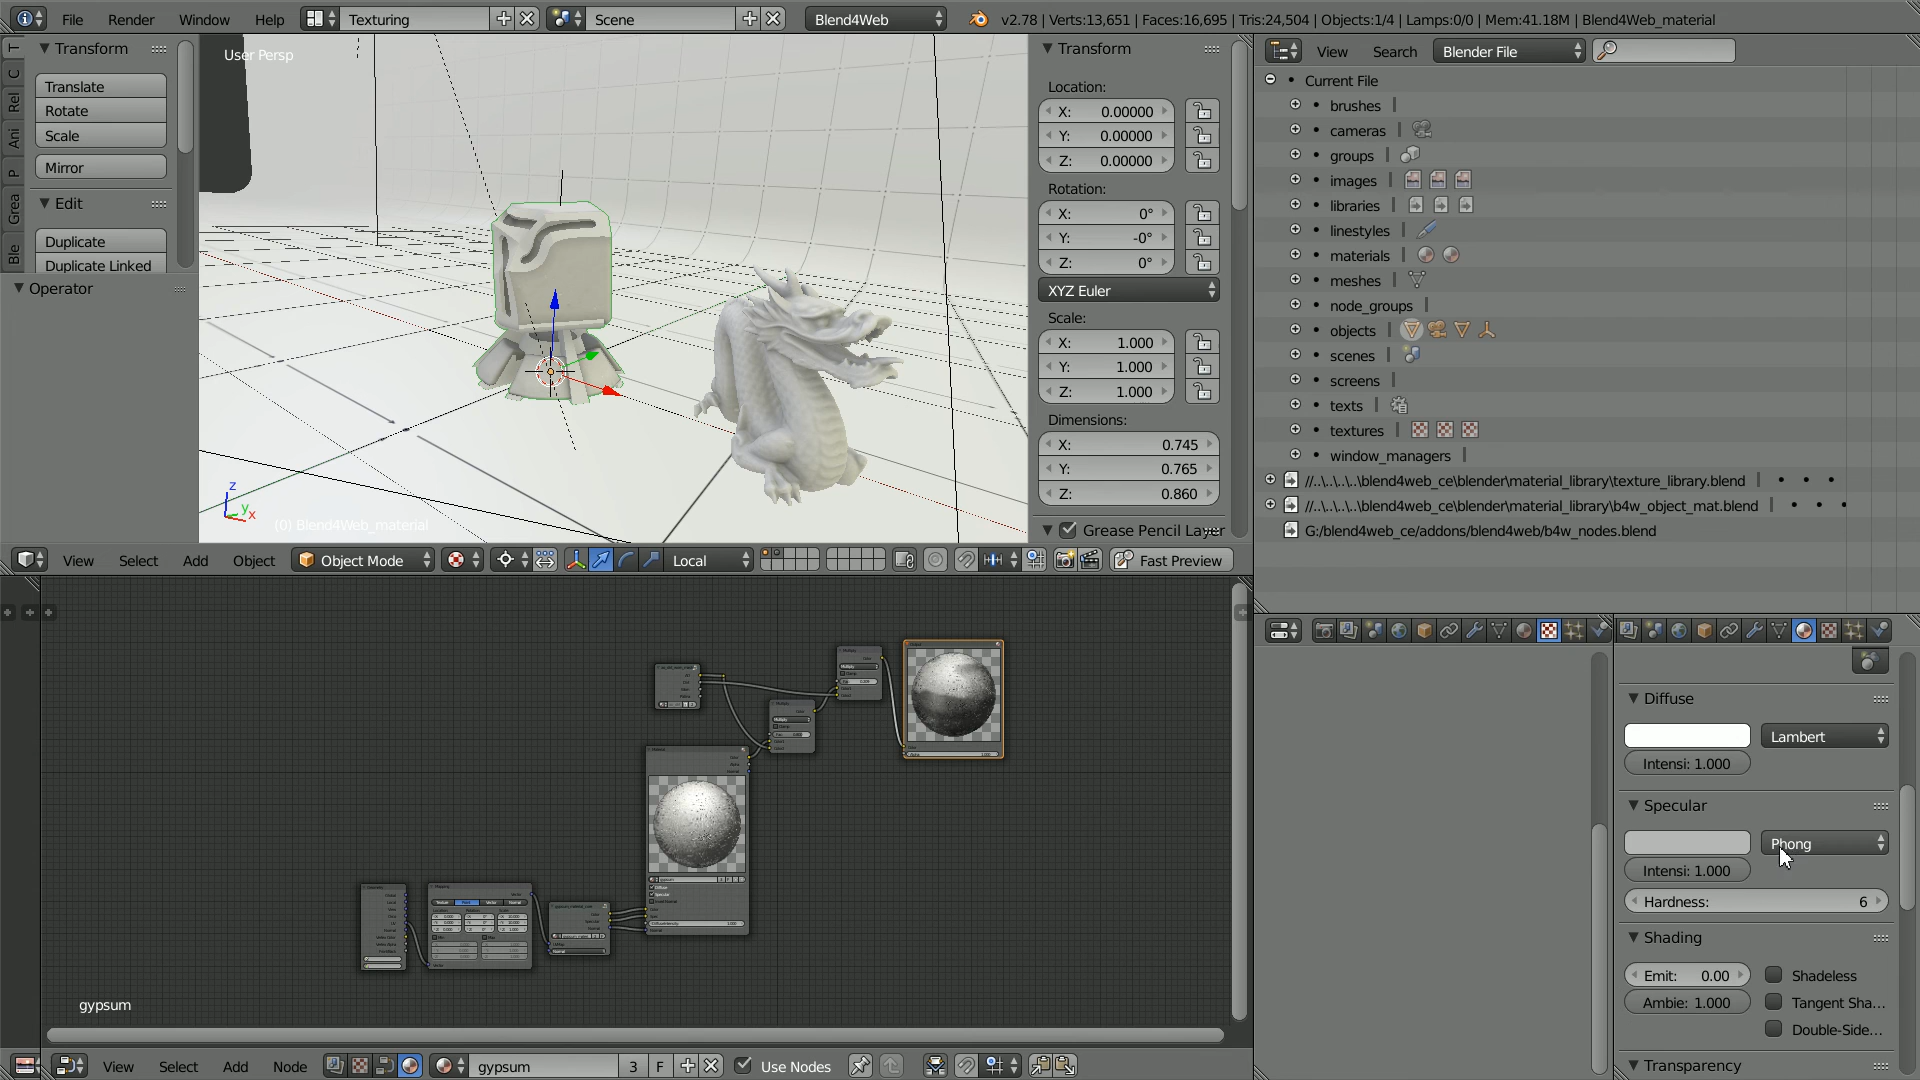 File Render Window Help Texturing Scene Blend4Web v2.78 | Verts:13,651 | Faces:16,695 | Tris:24,504 | Objects:1/4 | Lamps:0/0 | Mem:41.18M | Blend4Web_material
T
C
Rel
Ani
P
Grea
Ble
Transform
Translate
Rotate
Scale
Mirror
Edit
Duplicate
Duplicate Linked
Operator
User Persp
z
y
x
(0) Blend4Web_material
Transform
Location:
X: 0.00000
Y: 0.00000
Z: 0.00000
Rotation:
X: 0°
Y: -0°
Z: 0°
XYZ Euler
Scale:
X: 1.000
Y: 1.000
Z: 1.000
Dimensions:
X: 0.745
Y: 0.765
Z: 0.860
Grease Pencil Layer
View Select Add Object Object Mode Local Fast Preview
View Search Blender File
Current File
brushes
cameras
groups
images
libraries
linestyles
materials
meshes
node_groups
objects
scenes
screens
texts
textures
window_managers
//..\..\..\..\blend4web_ce\blender\material_library\texture_library.blend
//..\..\..\..\blend4web_ce\blender\material_library\b4w_object_mat.blend
G:/blend4web_ce/addons/blend4web/b4w_nodes.blend
gypsum
View Select Add Node gypsum 3 F Use Nodes
Diffuse
Lambert
Intensi: 1.000
Specular
Phong
Intensi: 1.000
Hardness: 6
Shading
Emit: 0.00 Shadeless
Ambie: 1.000 Tangent Sha...
Double-Side...
Transparency